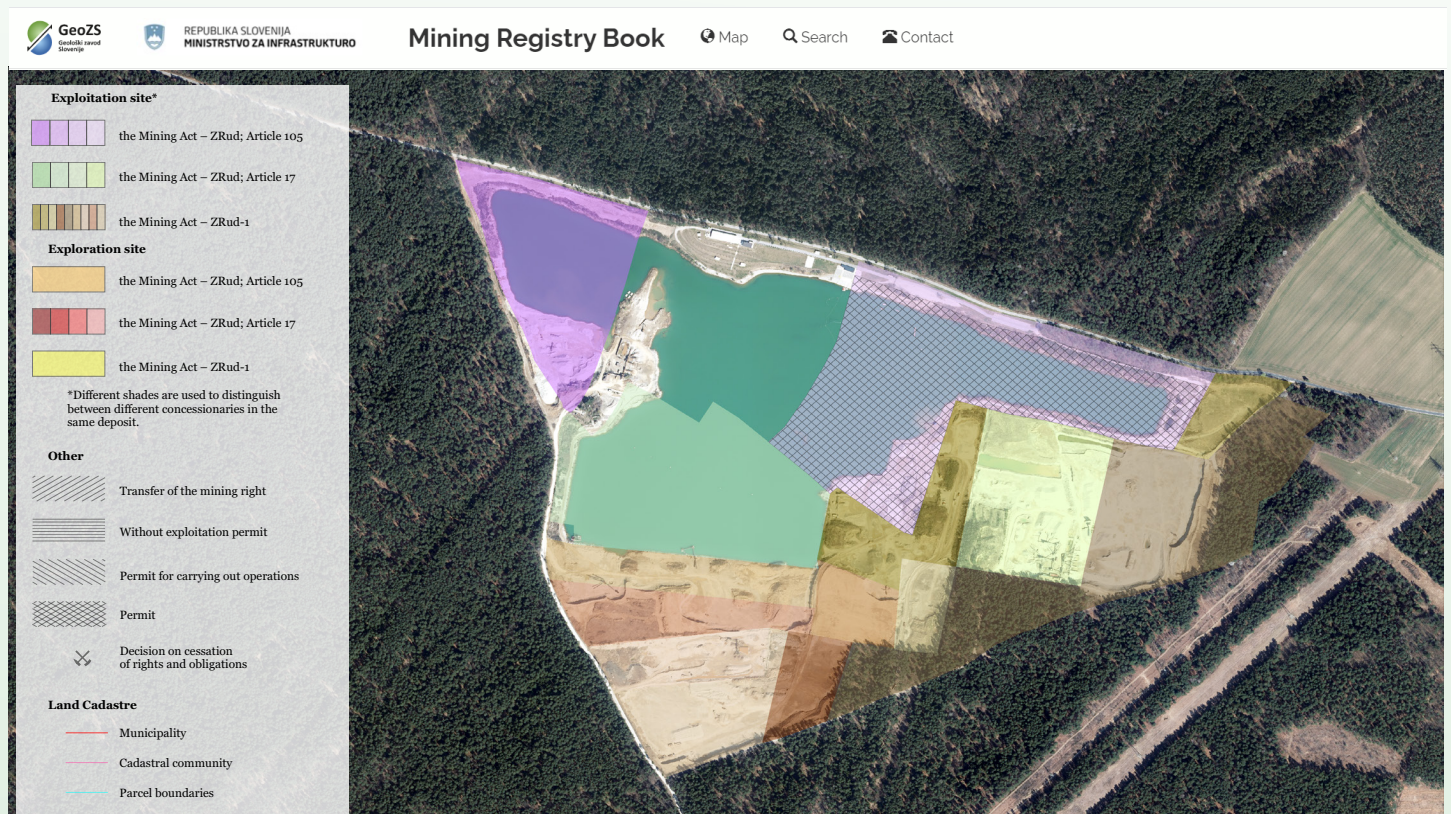 GeoZS
Geološki zavod
Slovenije
REPUBLIKA SLOVENIJA
MINISTRSTVO ZA INFRASTRUKTURO
Mining Registry Book
Map
Search
Contact
Exploitation site*
the Mining Act – ZRud; Article 105
the Mining Act – ZRud; Article 17
the Mining Act – ZRud-1
Exploration site
the Mining Act – ZRud; Article 105
the Mining Act – ZRud; Article 17
the Mining Act – ZRud-1
*Different shades are used to distinguish
between different concessionaries in the
same deposit.
Other
Transfer of the mining right
Without exploitation permit
Permit for carrying out operations
Permit
Decision on cessation
of rights and obligations
Land Cadastre
Municipality
Cadastral community
Parcel boundaries